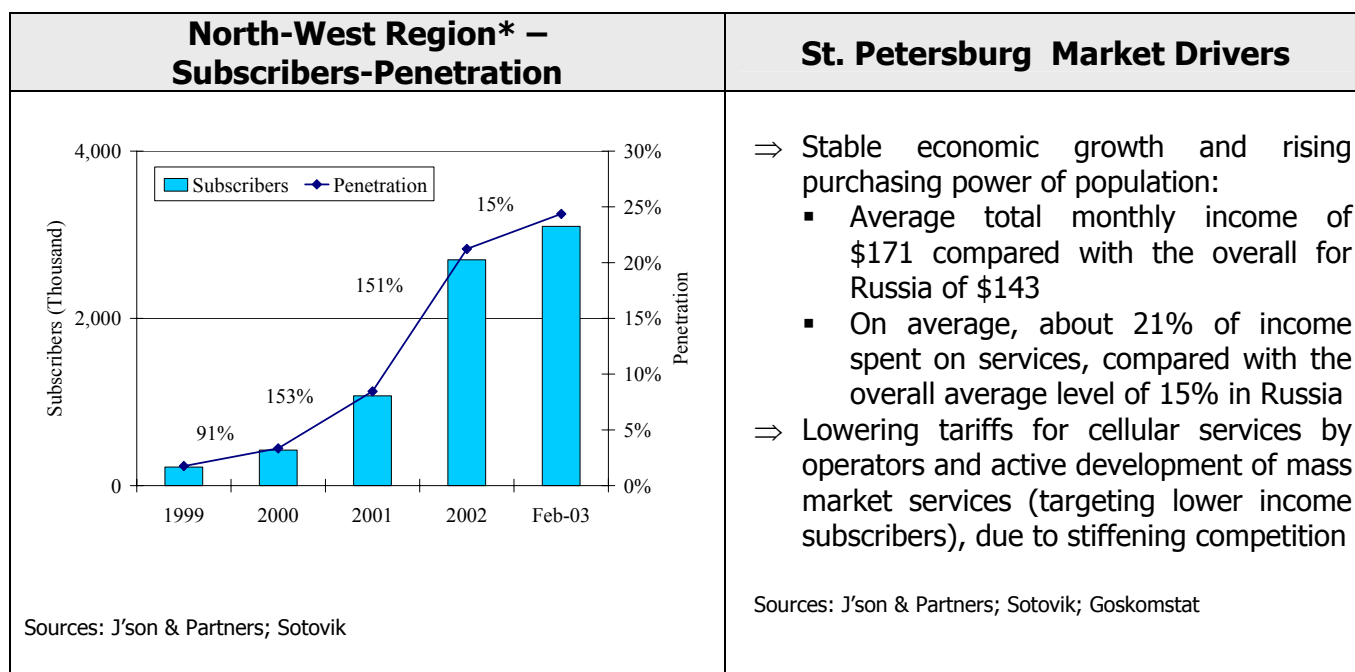 North-West Region* –
Subscribers-Penetration
4,000
2,000
0
Subscribers (Thousand)
Subscribers
Penetration
91%
153%
151%
15%
30%
25%
20%
15%
10%
5%
0%
Penetration
1999
2000
2001
2002
Feb-03
Sources: J'son & Partners; Sotovik
St. Petersburg Market Drivers
⇒ Stable economic growth and rising
purchasing power of population:
▪ Average total monthly income of
$171 compared with the overall for
Russia of $143
▪ On average, about 21% of income
spent on services, compared with the
overall average level of 15% in Russia
⇒ Lowering tariffs for cellular services by
operators and active development of mass
market services (targeting lower income
subscribers), due to stiffening competition
Sources: J'son & Partners; Sotovik; Goskomstat